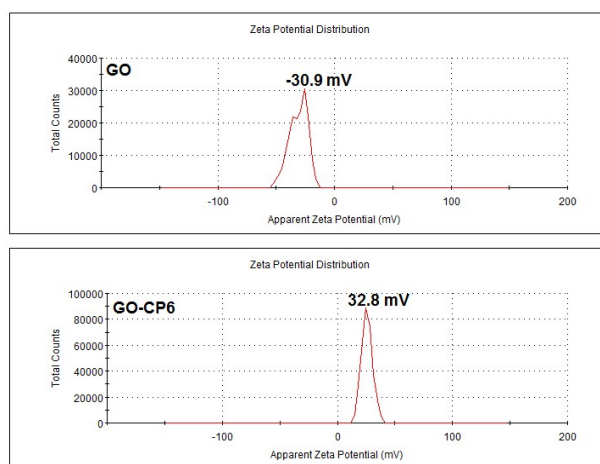 Zeta Potential Distribution
40000
GO
-30.9 mV
30000
Total Counts
20000
10000
0
-100 0 100 200
Apparent Zeta Potential (mV)
Zeta Potential Distribution
100000
GO-CP6
32.8 mV
80000
Total Counts
60000
40000
20000
0
-100 0 100 200
Apparent Zeta Potential (mV)